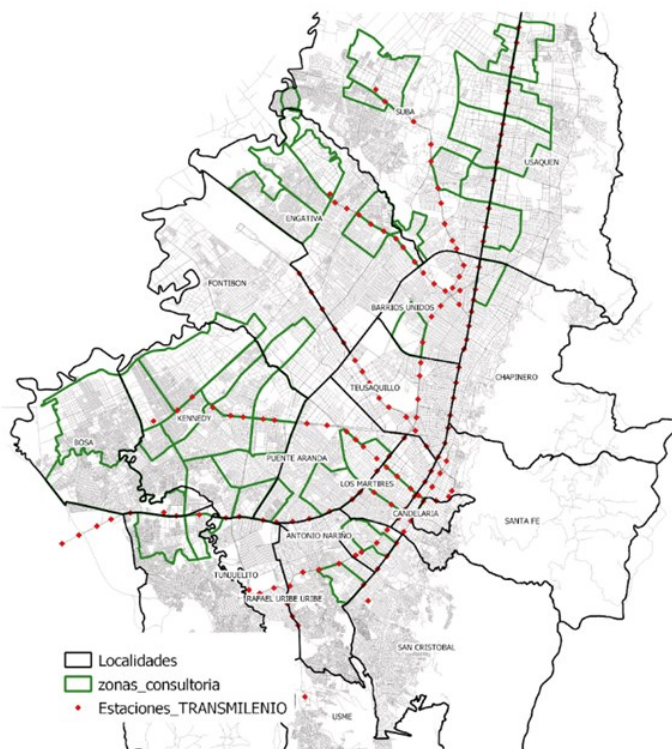 SUBA
USAQUEN
ENGATIVA
FONTIBON
BARRIOS UNIDOS
CHAPINERO
TEUSAQUILLO
KENNEDY
BOSA
PUENTE ARANDA
LOS MARTIRES
CANDELARIA
SANTA FE
ANTONIO NARIÑO
TUNJUELITO
RAFAEL URIBE URIBE
SAN CRISTOBAL
Localidades
zonas_consultoria
Estaciones_TRANSMILENIO
USME